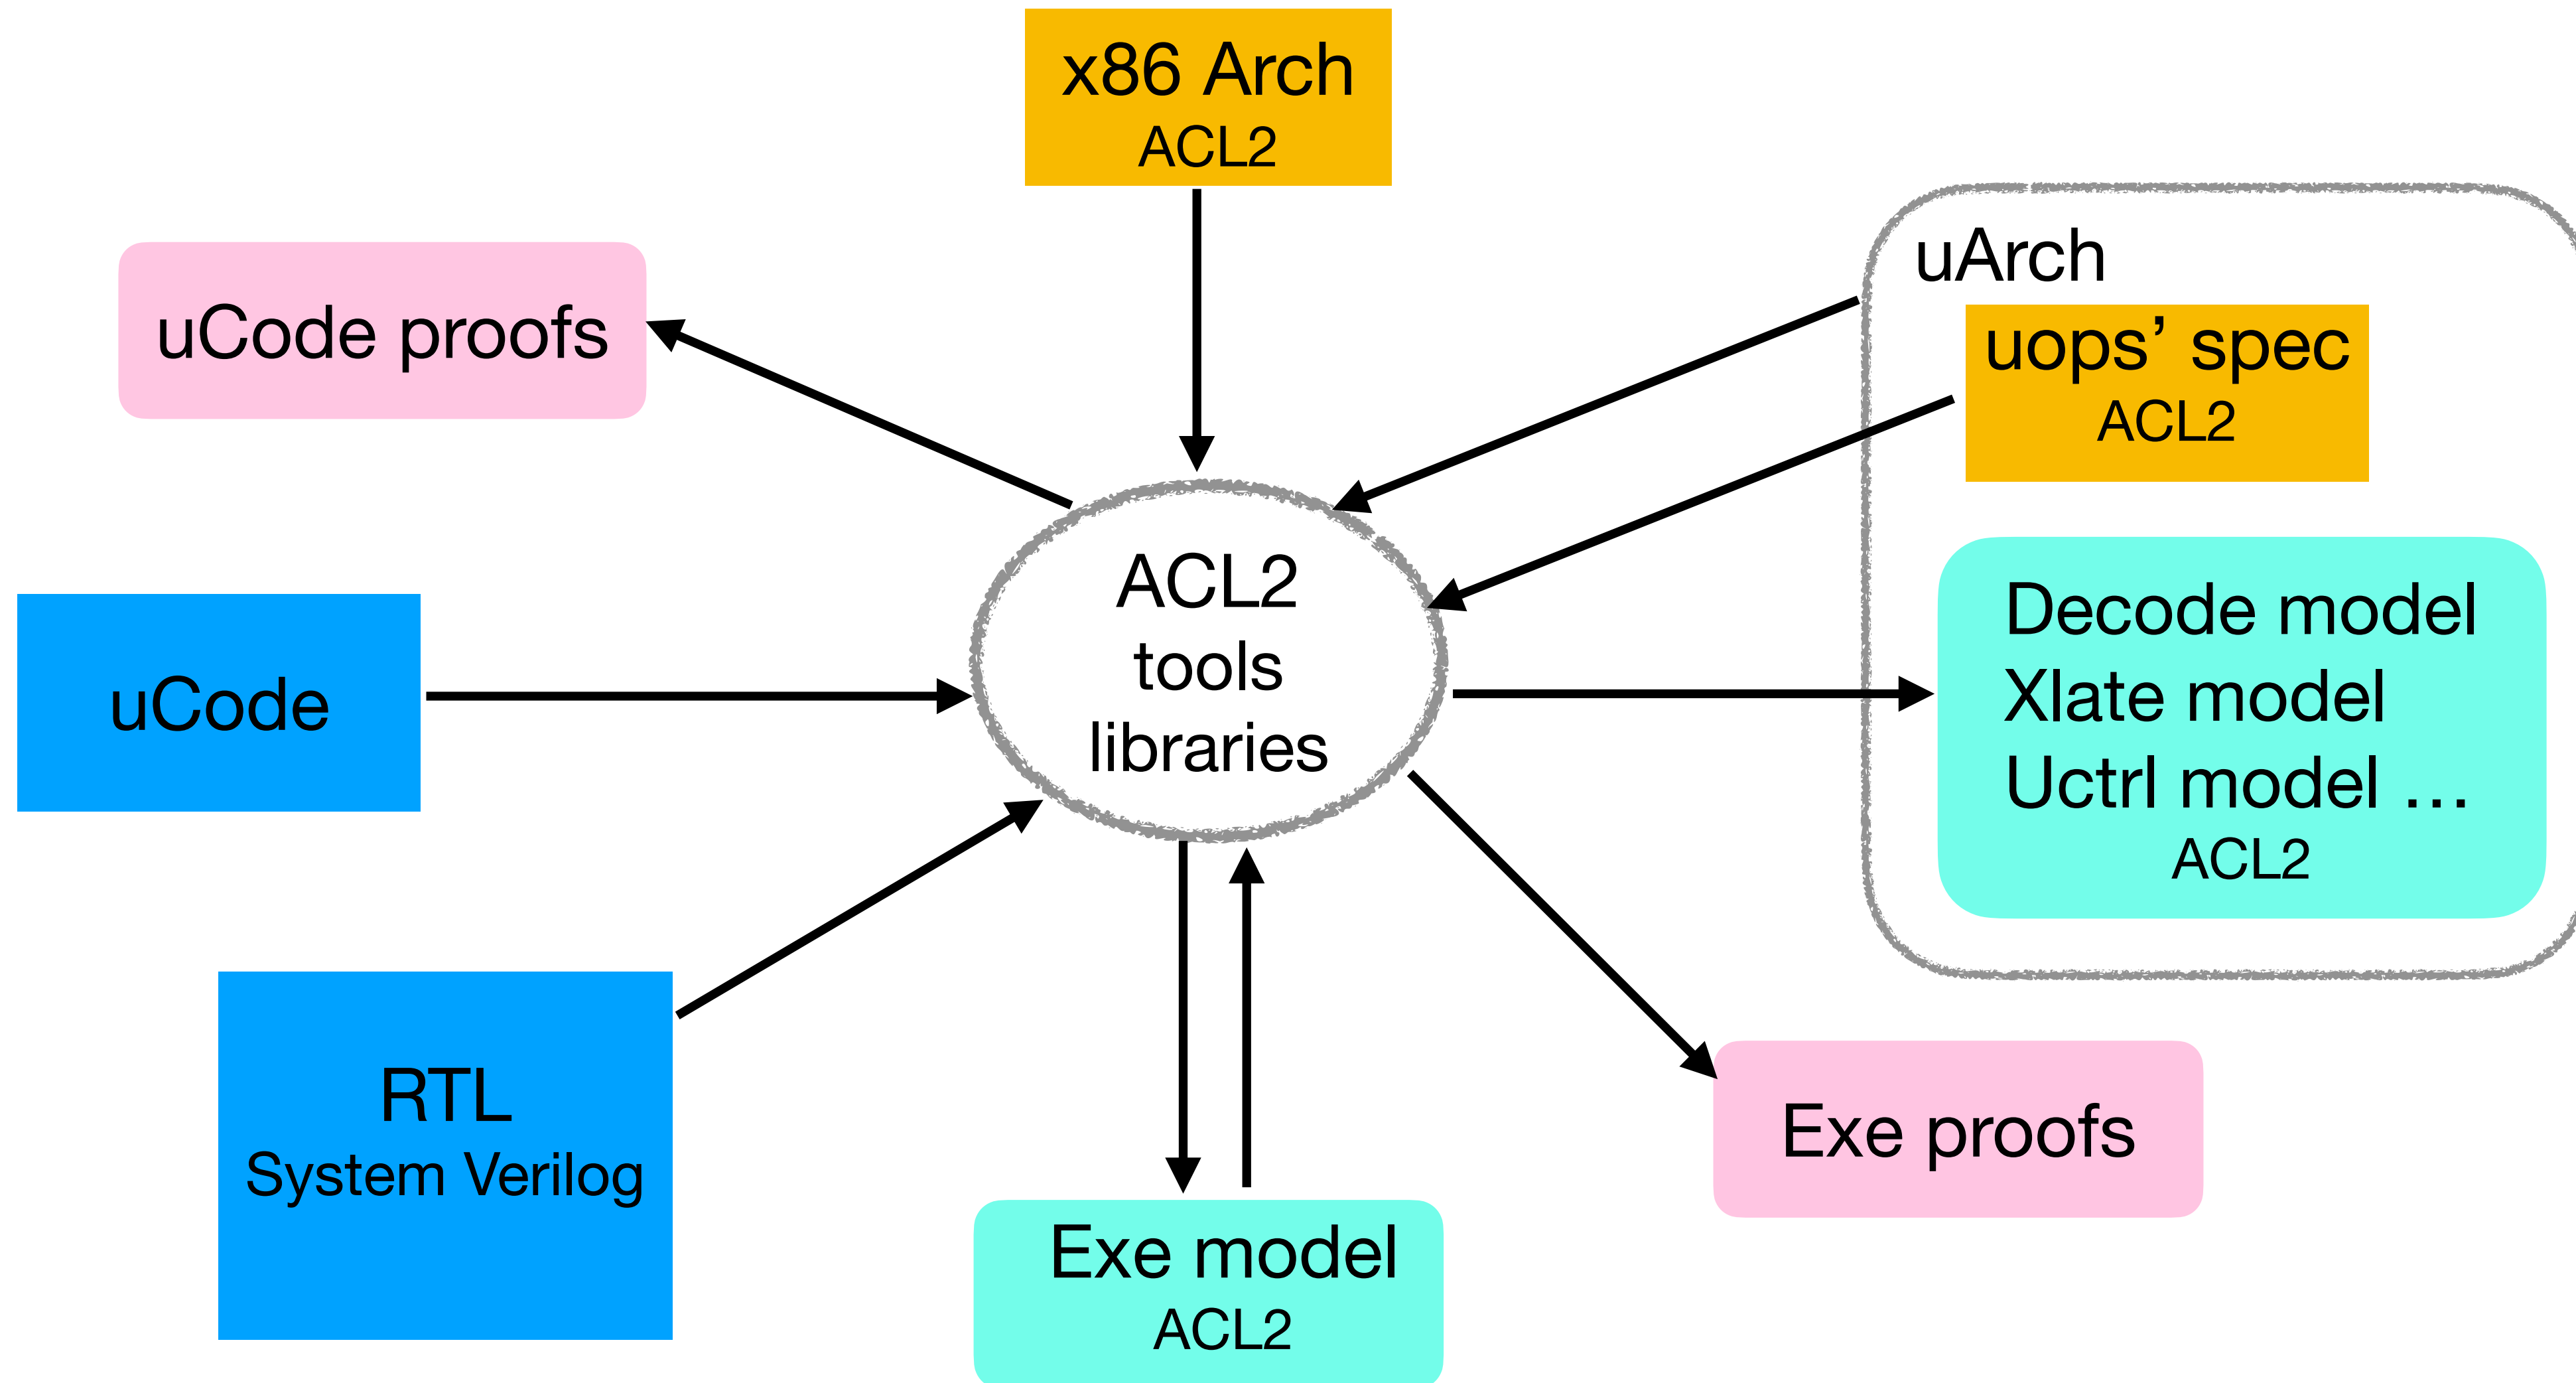 x86 Arch
ACL2
uCode proofs
uArch
uops’ spec
ACL2
ACL2
tools
libraries
uCode
Decode model
Xlate model
Uctrl model ...
ACL2
RTL
System Verilog
Exe proofs
Exe model
ACL2